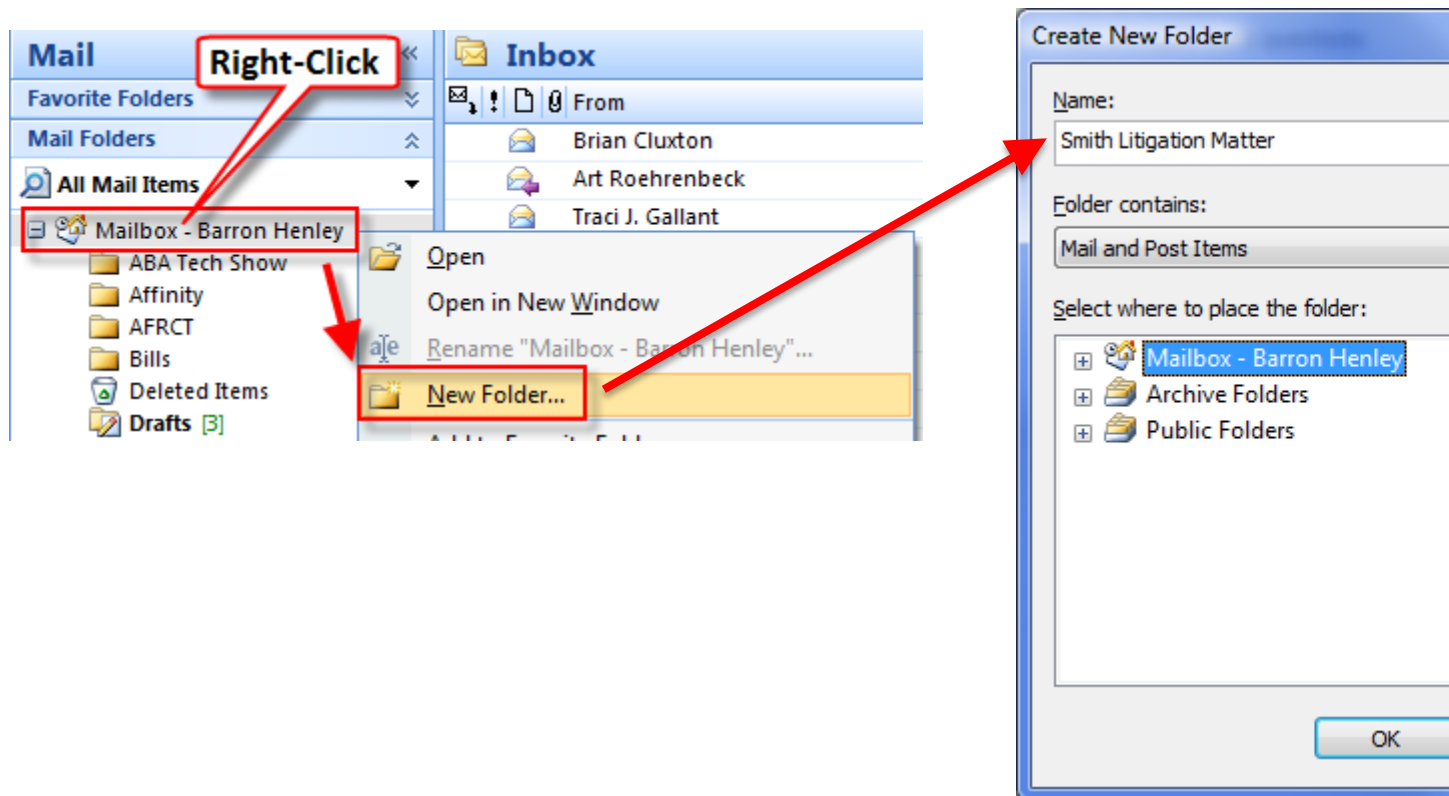 Mail
Right-Click
Inbox
Favorite Folders
From
Mail Folders
Brian Cluxton
All Mail Items
Art Roehrenbeck
Traci J. Gallant
Mailbox - Barron Henley
ABA Tech Show
Affinity
AFRCT
Bills
Deleted Items
Drafts [3]
Open
Open in New Window
Rename "Mailbox - Barron Henley"...
New Folder...
Create New Folder
Name:
Smith Litigation Matter
Folder contains:
Mail and Post Items
Select where to place the folder:
Mailbox - Barron Henley
Archive Folders
Public Folders
OK